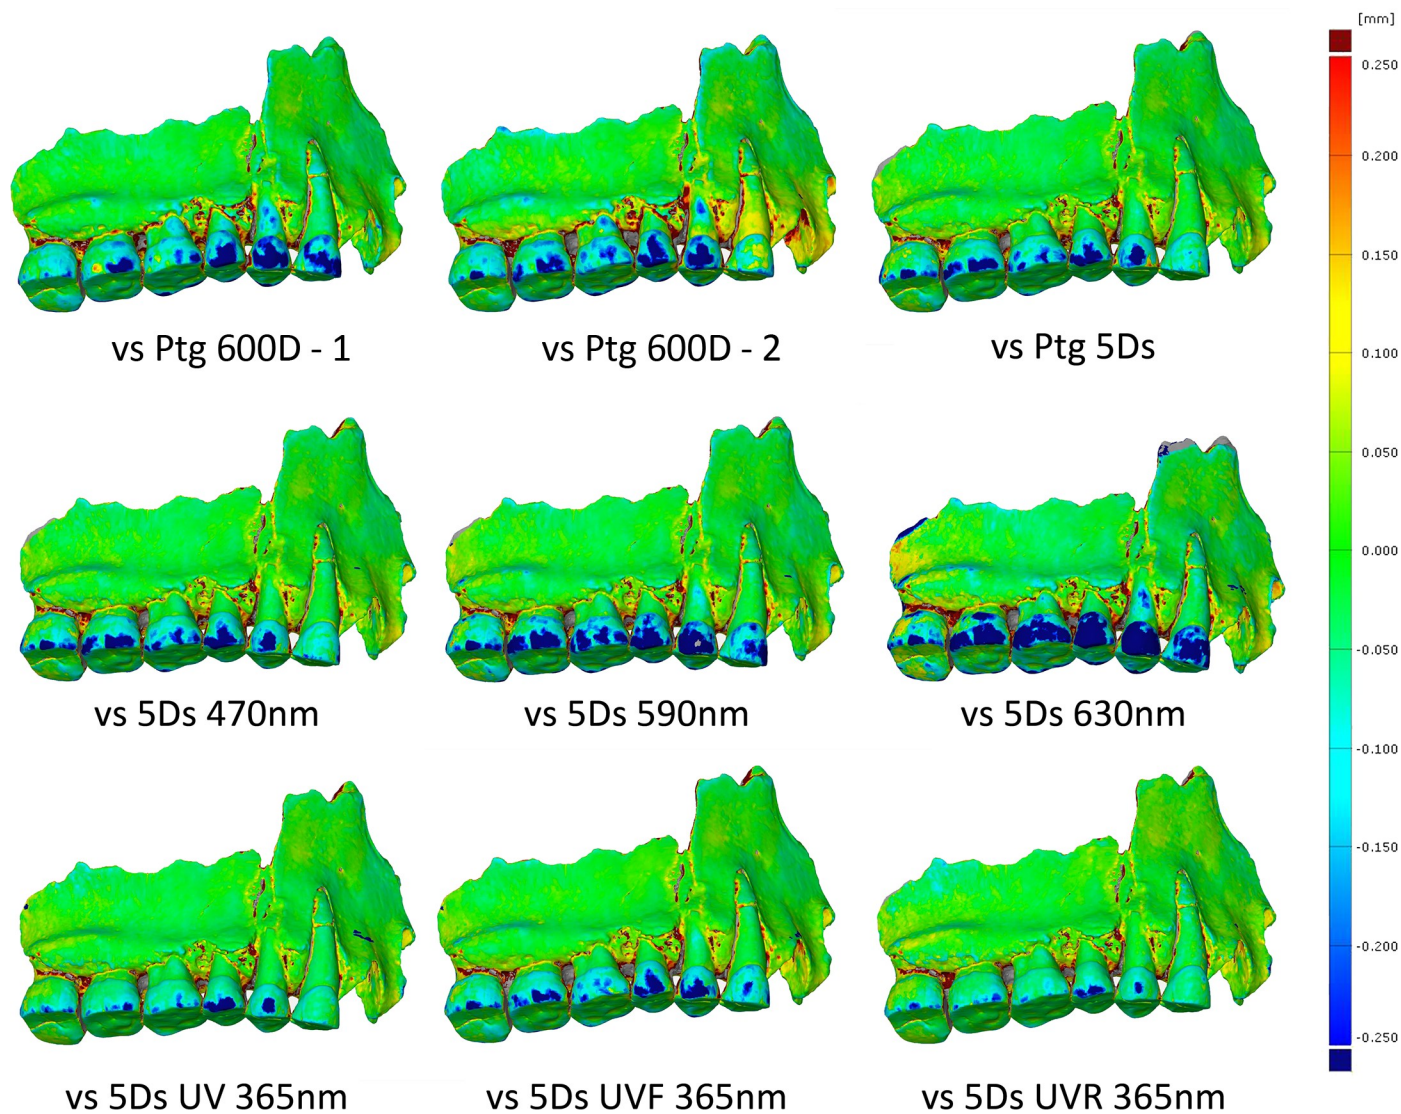 [mm]
0.250
0.200
0.150
0.100
0.050
0.000
-0.050
-0.100
-0.150
-0.200
-0.250
vs Ptg 600D - 1
vs Ptg 600D - 2
vs Ptg 5Ds
vs 5Ds 470nm
vs 5Ds 590nm
vs 5Ds 630nm
vs 5Ds UV 365nm
vs 5Ds UVF 365nm
vs 5Ds UVR 365nm